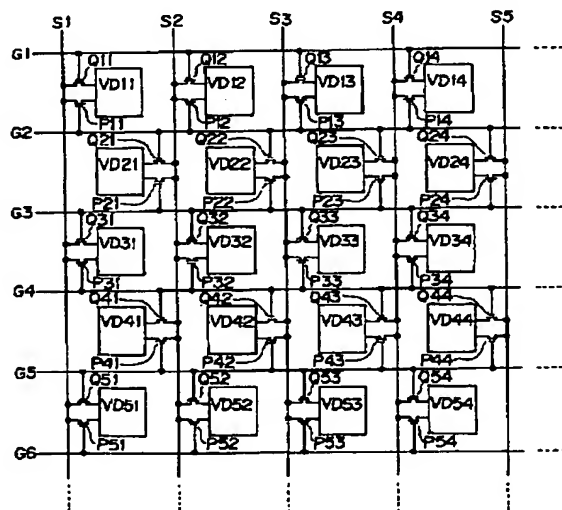 S1 S2 S3 S4 S5
G1
Q11 Q12 Q13 Q14
VD11 VD12 VD13 VD14
P11 P12 P13 P14
G2
Q21 Q22 Q23 Q24
VD21 VD22 VD23 VD24
P21 P22 P23 P24
G3
Q31 Q32 Q33 Q34
VD31 VD32 VD33 VD34
P31 P32 P33 P34
G4
Q41 Q42 Q43 Q44
VD41 VD42 VD43 VD44
P41 P42 P43 P44
G5
Q51 Q52 Q53 Q54
VD51 VD52 VD53 VD54
P51 P52 P53 P54
G6